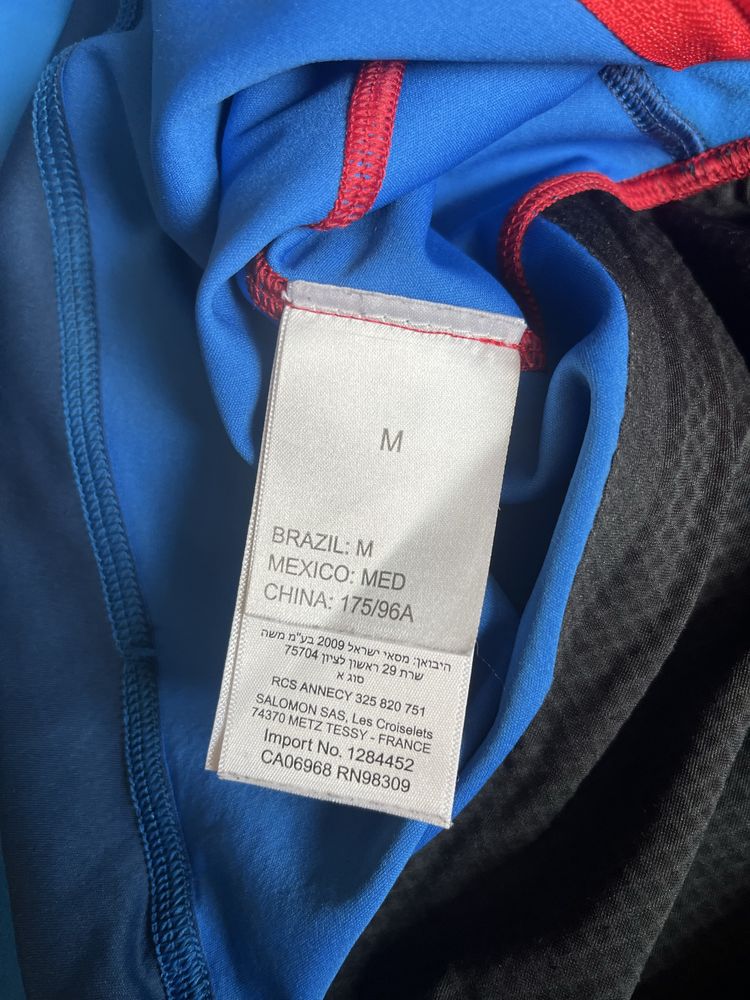 M
BRAZIL: M
MEXICO: MED
CHINA: 175/96A
היבואן: מסאי ישראל 2009 בע"מ משה
שרת 29 ראשון לציון 75704
סוג א
RCS ANNECY 325 820 751
SALOMON SAS, Les Croiselets
74370 METZ TESSY - FRANCE
Import No. 1284452
CA06968 RN98309